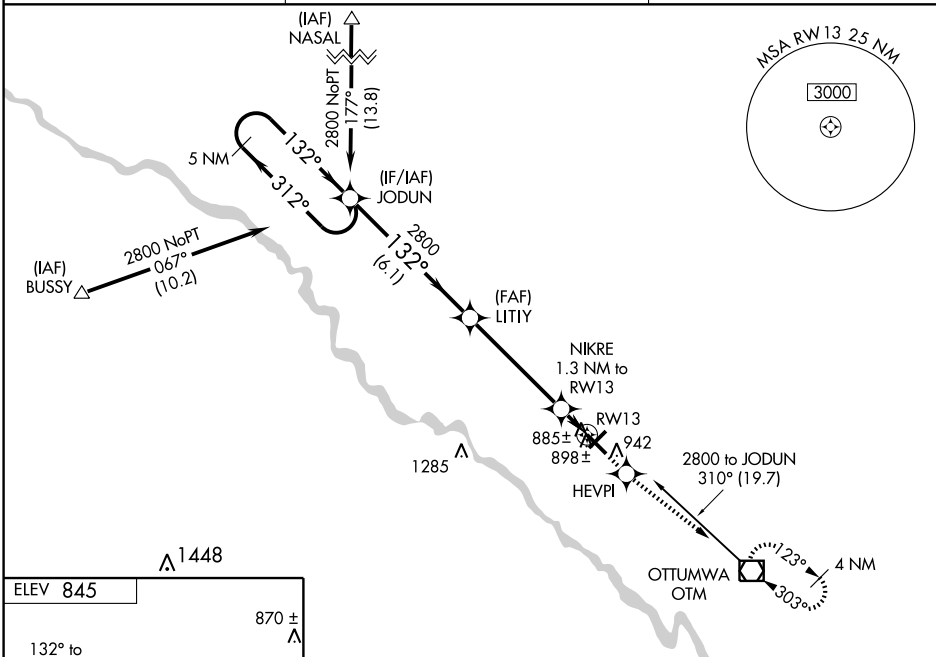 (IAF)
NASAL
MSA RW13 25 NM
3000
2800 NoPT
177°
(13.8)
5 NM
132°
312°
(IF/IAF)
JODUN
2800 NoPT
067°
(10.2)
(IAF)
BUSSY
2800
132°
(6.1)
(FAF)
LITIY
NIKRE
1.3 NM to
RW13
RW13
885±
898±
942
1285
HEVPI
2800 to JODUN
310° (19.7)
1448
123°
4 NM
303°
OTTUMWA
OTM
ELEV 845
870 ±
132° to